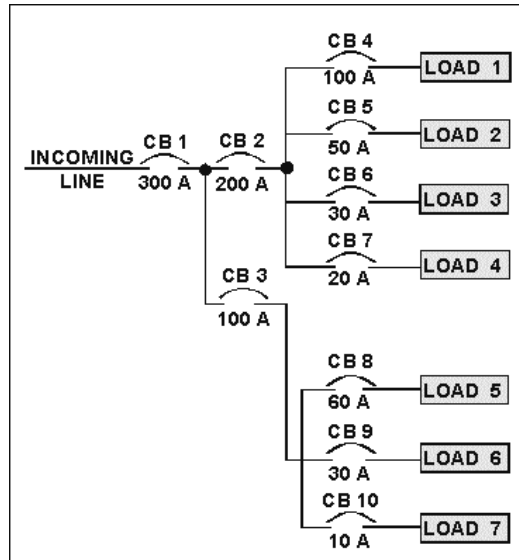 CB 4
100 A
LOAD 1
CB 5
50 A
LOAD 2
CB 1
CB 2
INCOMING
LINE
300 A
200 A
CB 6
30 A
LOAD 3
CB 7
20 A
LOAD 4
CB 3
100 A
CB 8
60 A
LOAD 5
CB 9
30 A
LOAD 6
CB 10
10 A
LOAD 7